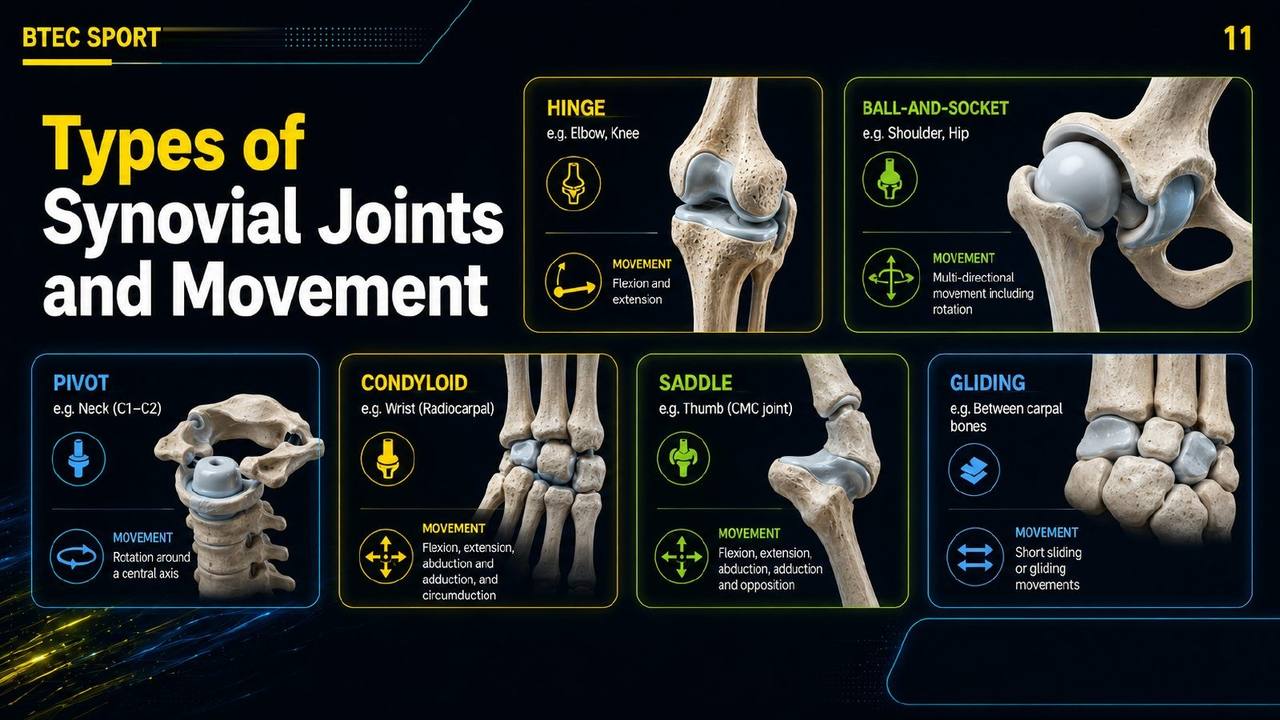 BTEC SPORT
11
Types of
Synovial Joints
and Movement
HINGE
e.g. Elbow, Knee
MOVEMENT
Flexion and
extension
BALL-AND-SOCKET
e.g. Shoulder, Hip
MOVEMENT
Multi-directional
movement including
rotation
PIVOT
e.g. Neck (C1–C2)
MOVEMENT
Rotation around
a central axis
CONDYLOID
e.g. Wrist (Radiocarpal)
MOVEMENT
Flexion, extension,
abduction and
adduction, and
circumduction
SADDLE
e.g. Thumb (CMC joint)
MOVEMENT
Flexion, extension,
abduction, adduction
and opposition
GLIDING
e.g. Between carpal
bones
MOVEMENT
Short sliding
or gliding
movements